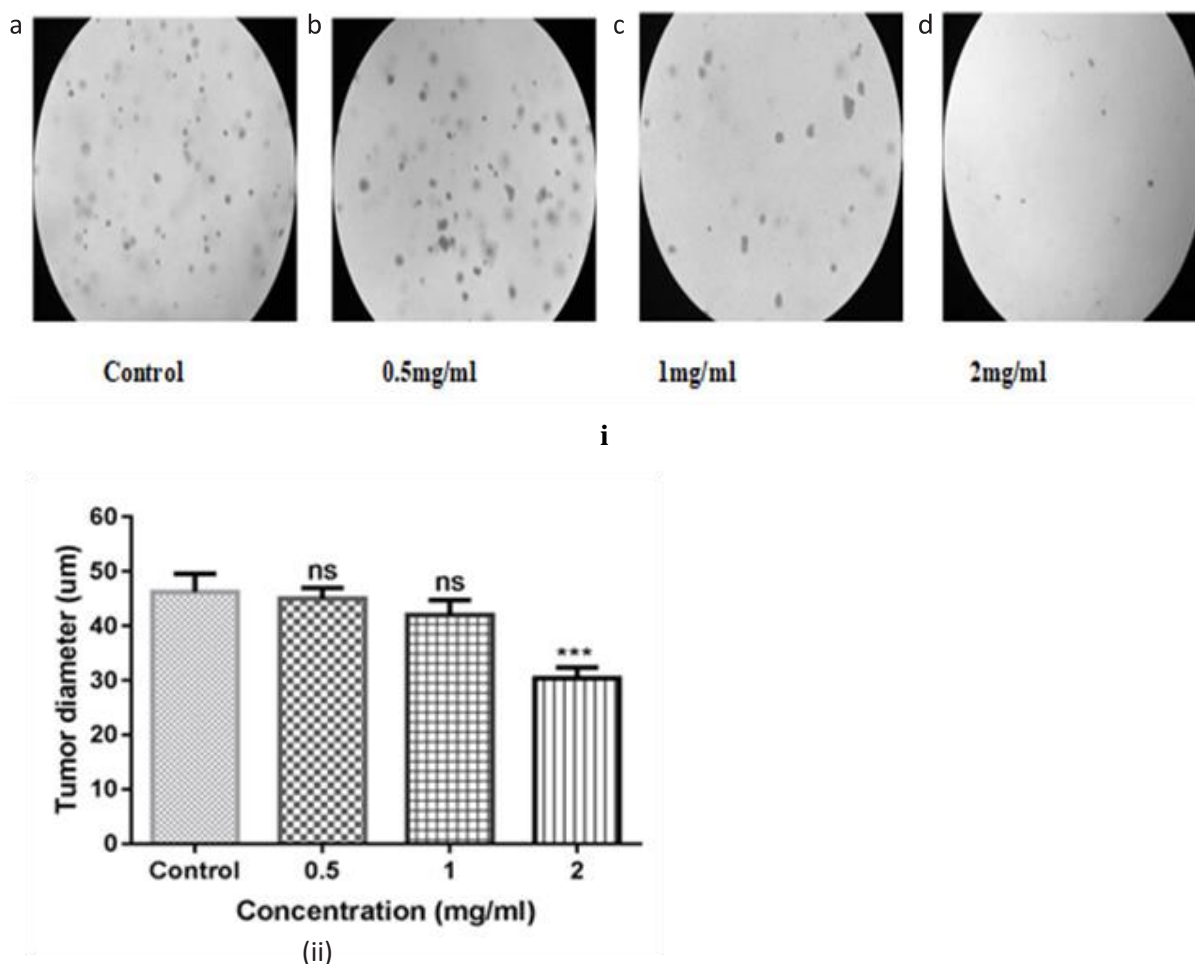 a b c d
Control 0.5mg/ml 1mg/ml 2mg/ml
i
60
50
40
30
20
10
0
Tumor diameter (um)
ns
ns
***
Control 0.5 1 2
Concentration (mg/ml)
(ii)